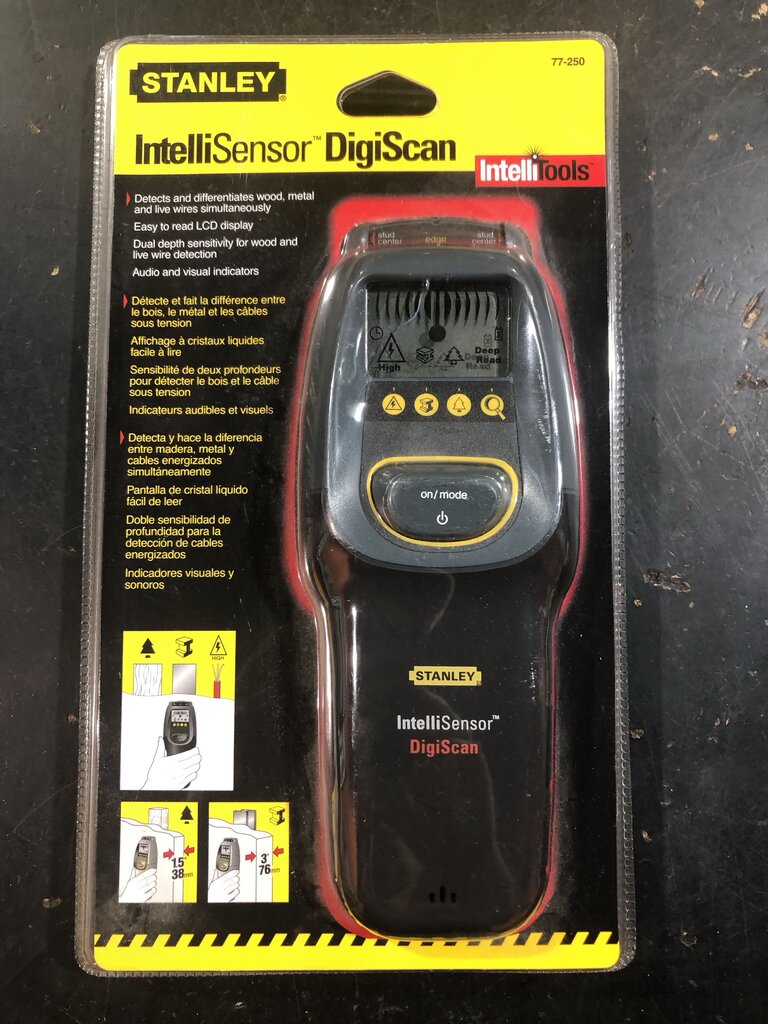 77-250
STANLEY®
IntelliSensor™ DigiScan
IntelliTools™
Detects and differentiates wood, metal
and live wires simultaneously
Easy to read LCD display
Dual depth sensitivity for wood and
live wire detection
Audio and visual indicators
Détecte et fait la différence entre
le bois, le métal et les câbles
sous tension
Affichage à cristaux liquides
facile à lire
Sensibilité de deux profondeurs
pour détecter le bois et le câble
sous tension
Indicateurs audibles et visuels
Detecta y hace la diferencia
entre madera, metal y
cables energizados
simultáneamente
Pantalla de cristal líquido
fácil de leer
Doble sensibilidad de
profundidad para la
detección de cables
energizados
Indicadores visuales y
sonoros
stud
center
edge
stud
center
High
Deep
Read
on/mode
STANLEY®
IntelliSensor™
DigiScan
HIGH
1.5"
38mm
3"
76mm